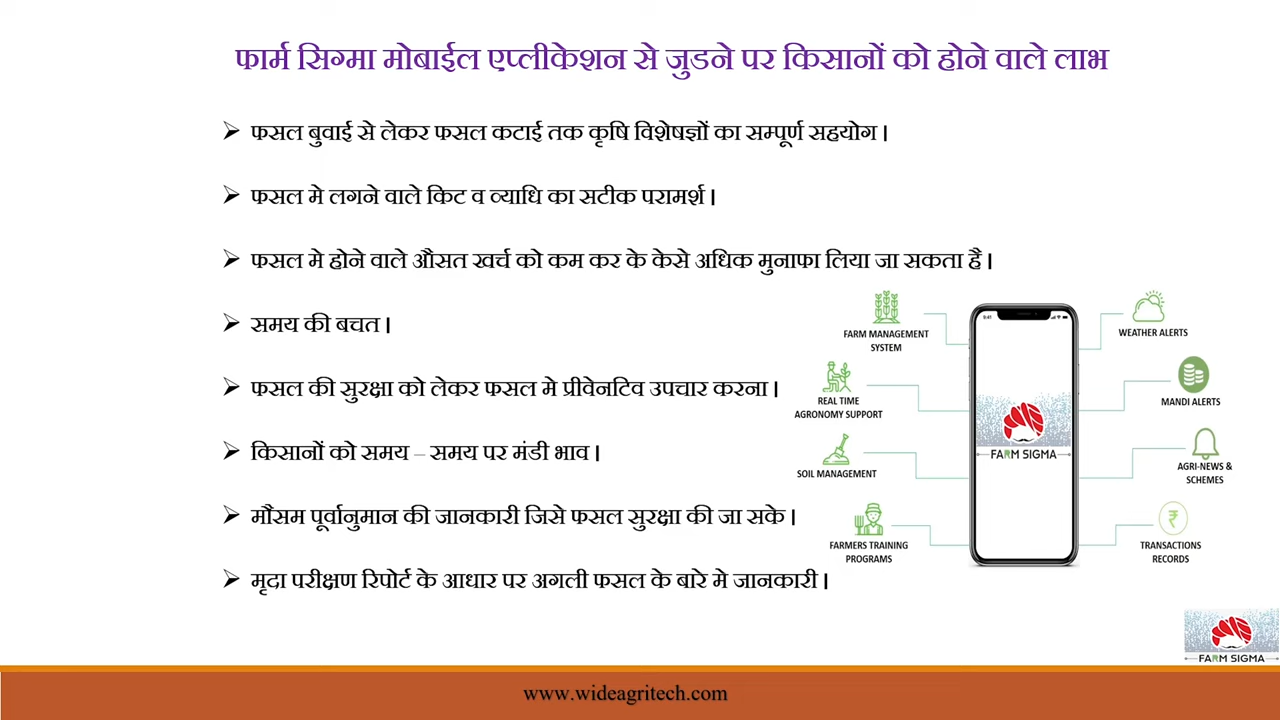 फार्म सिग्मा मोबाईल एप्लीकेशन से जुडने पर किसानों को होने वाले लाभ
➢ फसल बुवाई से लेकर फसल कटाई तक कृषि विशेषज्ञों का सम्पूर्ण सहयोग ।
➢ फसल मे लगने वाले किट व व्याधि का सटीक परामर्श ।
➢ फसल मे होने वाले औसत खर्च को कम कर के केसे अधिक मुनाफा लिया जा सकता है ।
➢ समय की बचत ।
➢ फसल की सुरक्षा को लेकर फसल मे प्रीवेनटिव उपचार करना ।
➢ किसानों को समय – समय पर मंडी भाव ।
➢ मौसम पूर्वानुमान की जानकारी जिसे फसल सुरक्षा की जा सके ।
➢ मृदा परीक्षण रिपोर्ट के आधार पर अगली फसल के बारे मे जानकारी ।
FARM MANAGEMENT
SYSTEM
REAL TIME
AGRONOMY SUPPORT
SOIL MANAGEMENT
FARMERS TRAINING
PROGRAMS
9:41
FARM SIGMA
WEATHER ALERTS
MANDI ALERTS
AGRI-NEWS &
SCHEMES
₹
TRANSACTIONS
RECORDS
FARM SIGMA
www.wideagritech.com